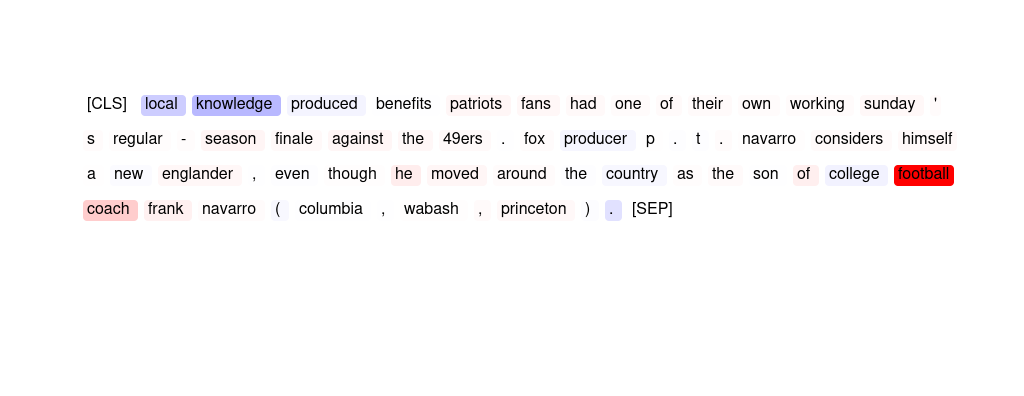 [CLS] local knowledge produced benefits patriots fans had one of their own working sunday '
s regular - season finale against the 49ers . fox producer p . t . navarro considers himself
a new englander , even though he moved around the country as the son of college football
coach frank navarro ( columbia , wabash , princeton ) . [SEP]